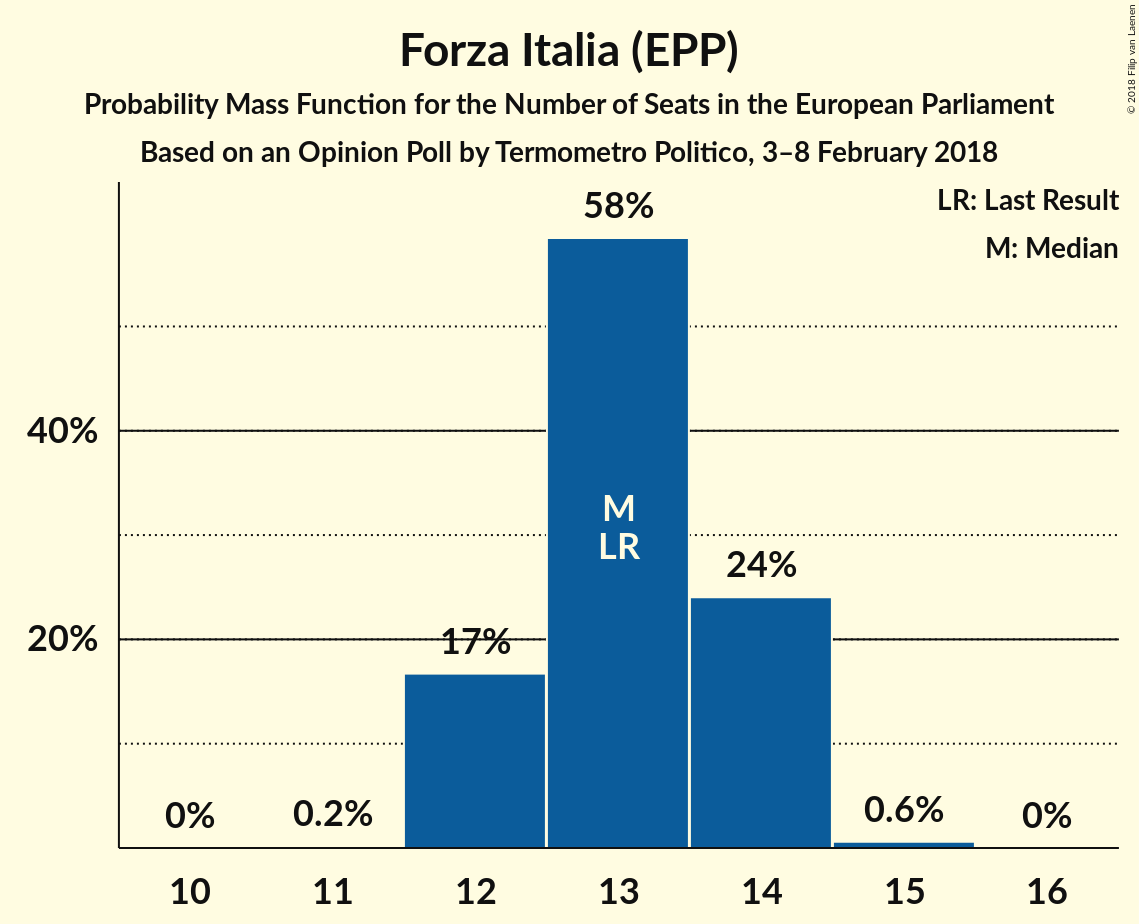 Forza Italia (EPP)
Probability Mass Function for the Number of Seats in the European Parliament
Based on an Opinion Poll by Termometro Politico, 3–8 February 2018
© 2018 Filip van Laenen
LR: Last Result
M: Median
58%
40%
M
LR
24%
20%
17%
0%
0.2%
0.6%
0%
10 11 12 13 14 15 16